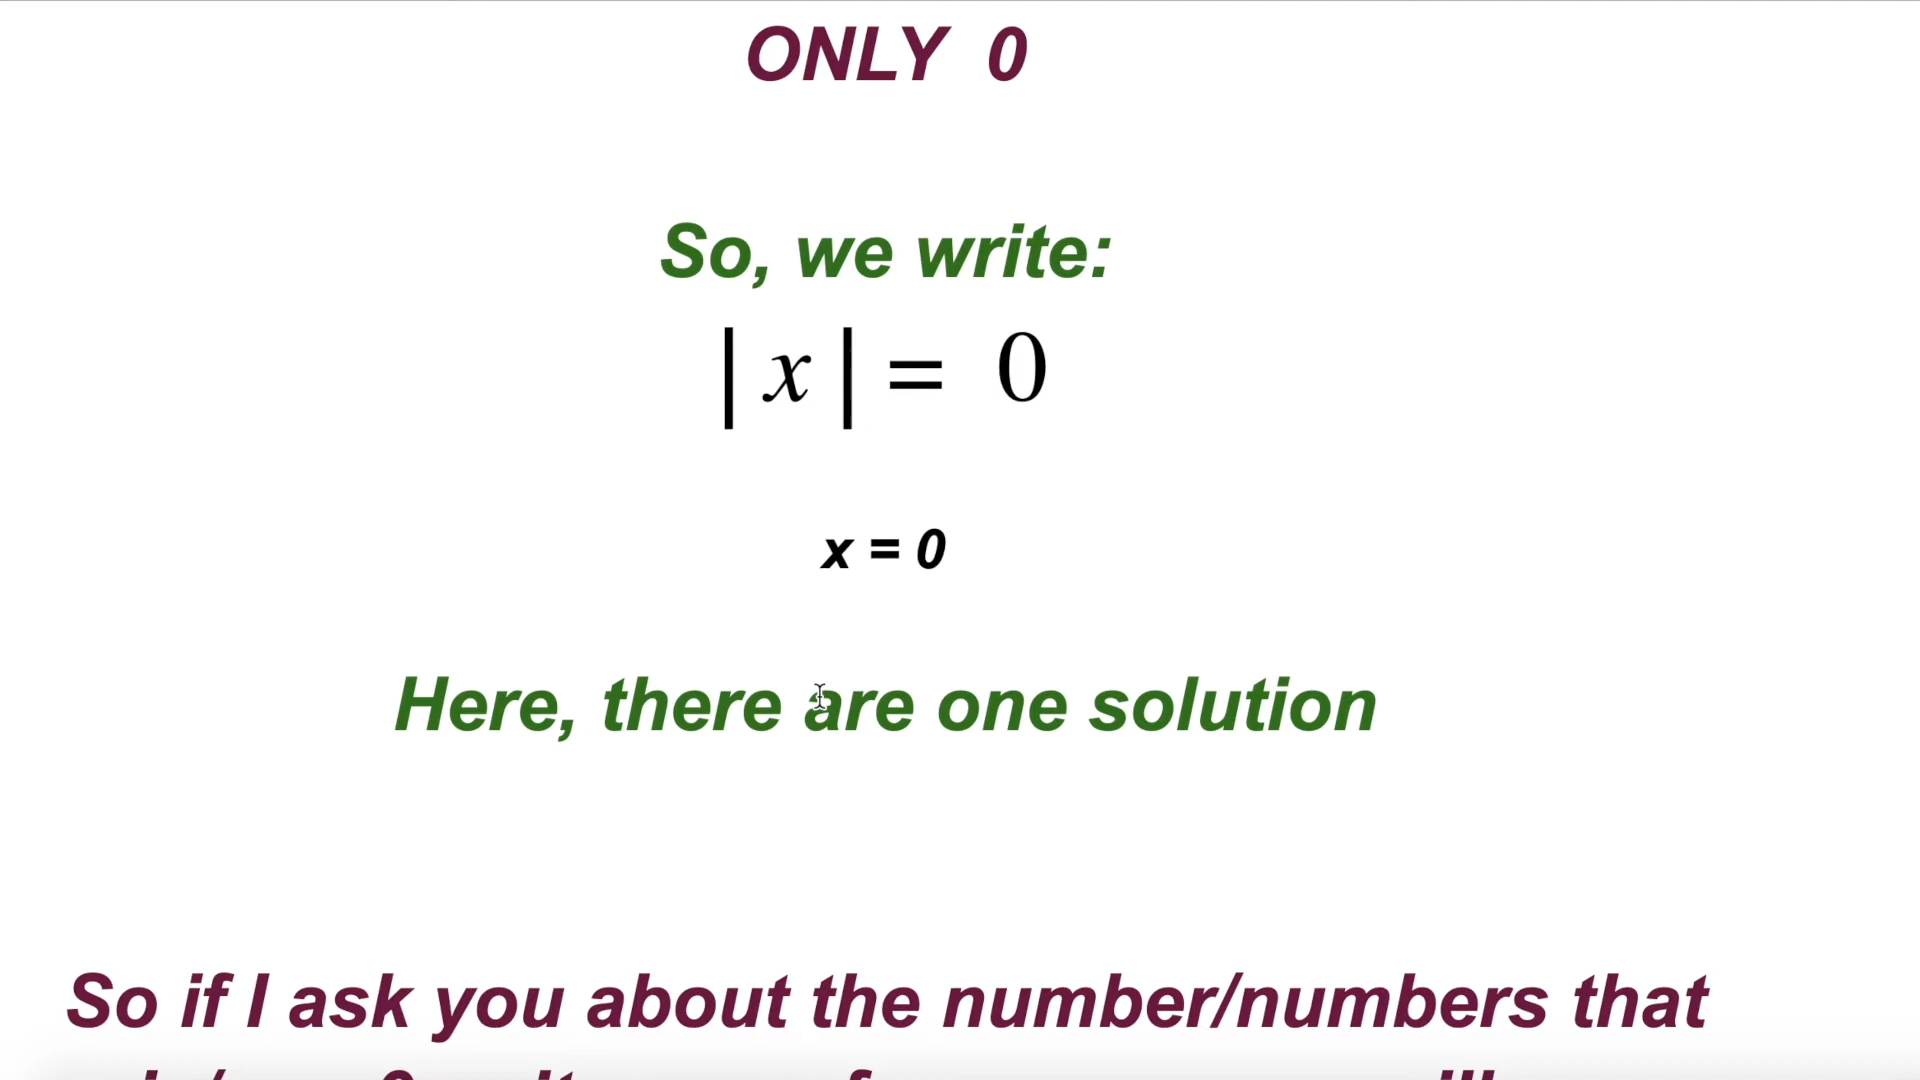 ONLY 0
So, we write:
| x | = 0
x = 0
Here, there are one solution
So if I ask you about the number/numbers that